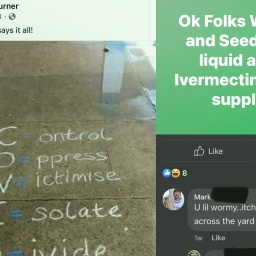 urner
says it all!
C = ontrol
O = ppress
V = ictimise
I = solate
ivide
Ok Folks W
and Seed
liquid a
Ivermectin
suppl
Like
8
Mark
U lil wormy..itch
across the yard
1w Like